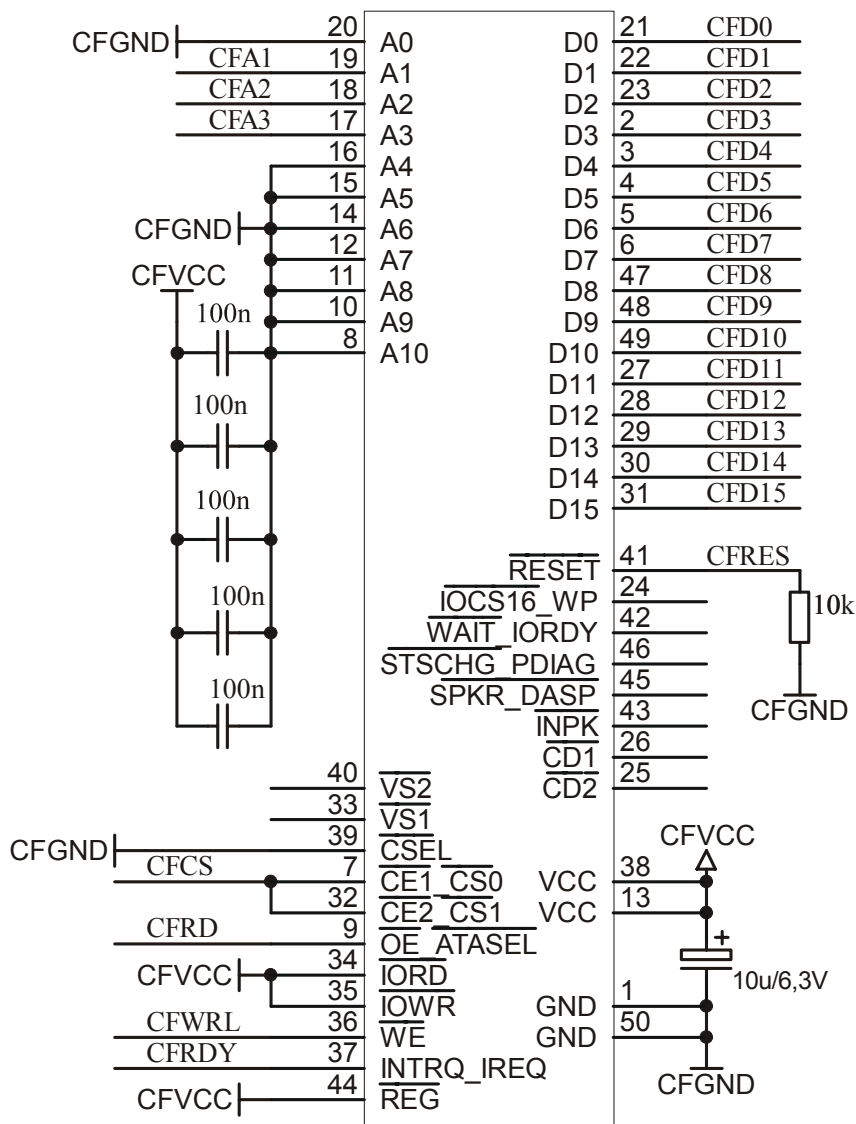 CFGND 20 A0 D0 21 CFD0
CFA1 19 A1 D1 22 CFD1
CFA2 18 A2 D2 23 CFD2
CFA3 17 A3 D3 2 CFD3
16 A4 D4 3 CFD4
15 A5 D5 4 CFD5
CFGND 14 A6 D6 5 CFD6
12 A7 D7 6 CFD7
CFVCC 11 A8 D8 47 CFD8
100n 10 A9 D9 48 CFD9
8 A10 D10 49 CFD10
100n D11 27 CFD11
D12 28 CFD12
D13 29 CFD13
100n D14 30 CFD14
D15 31 CFD15
RESET 41 CFRES
100n IOCS16_WP 24 10k
WAIT_IORDY 42
STSCHG_PDIAG 46
100n SPKR_DASP 45
INPK 43 CFGND
CD1 26
40 VS2 CD2 25
33 VS1
CFGND 39 CSEL CFVCC
CFCS 7 CE1_CS0 VCC 38
32 CE2_CS1 VCC 13
CFRD 9 OE_ATASEL +
CFVCC 34 IORD 10u/6,3V
35 IOWR GND 1
CFWRL 36 WE GND 50
CFRDY 37 INTRQ_IREQ
CFVCC 44 REG CFGND